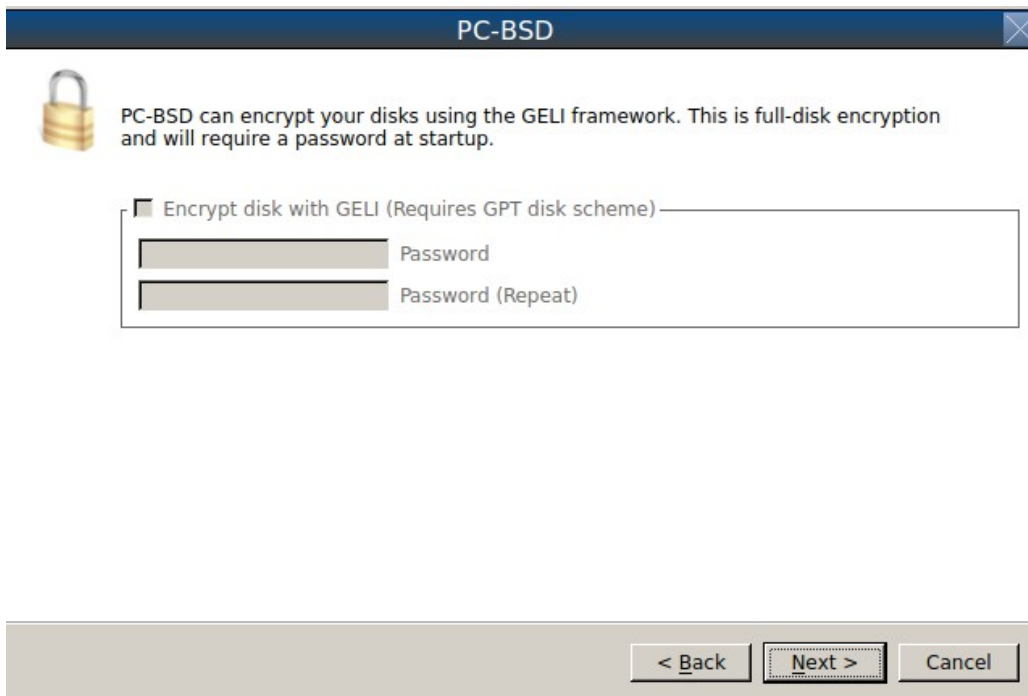 PC-BSD
PC-BSD can encrypt your disks using the GELI framework. This is full-disk encryption
and will require a password at startup.
Encrypt disk with GELI (Requires GPT disk scheme)
Password
Password (Repeat)
< Back
Next >
Cancel